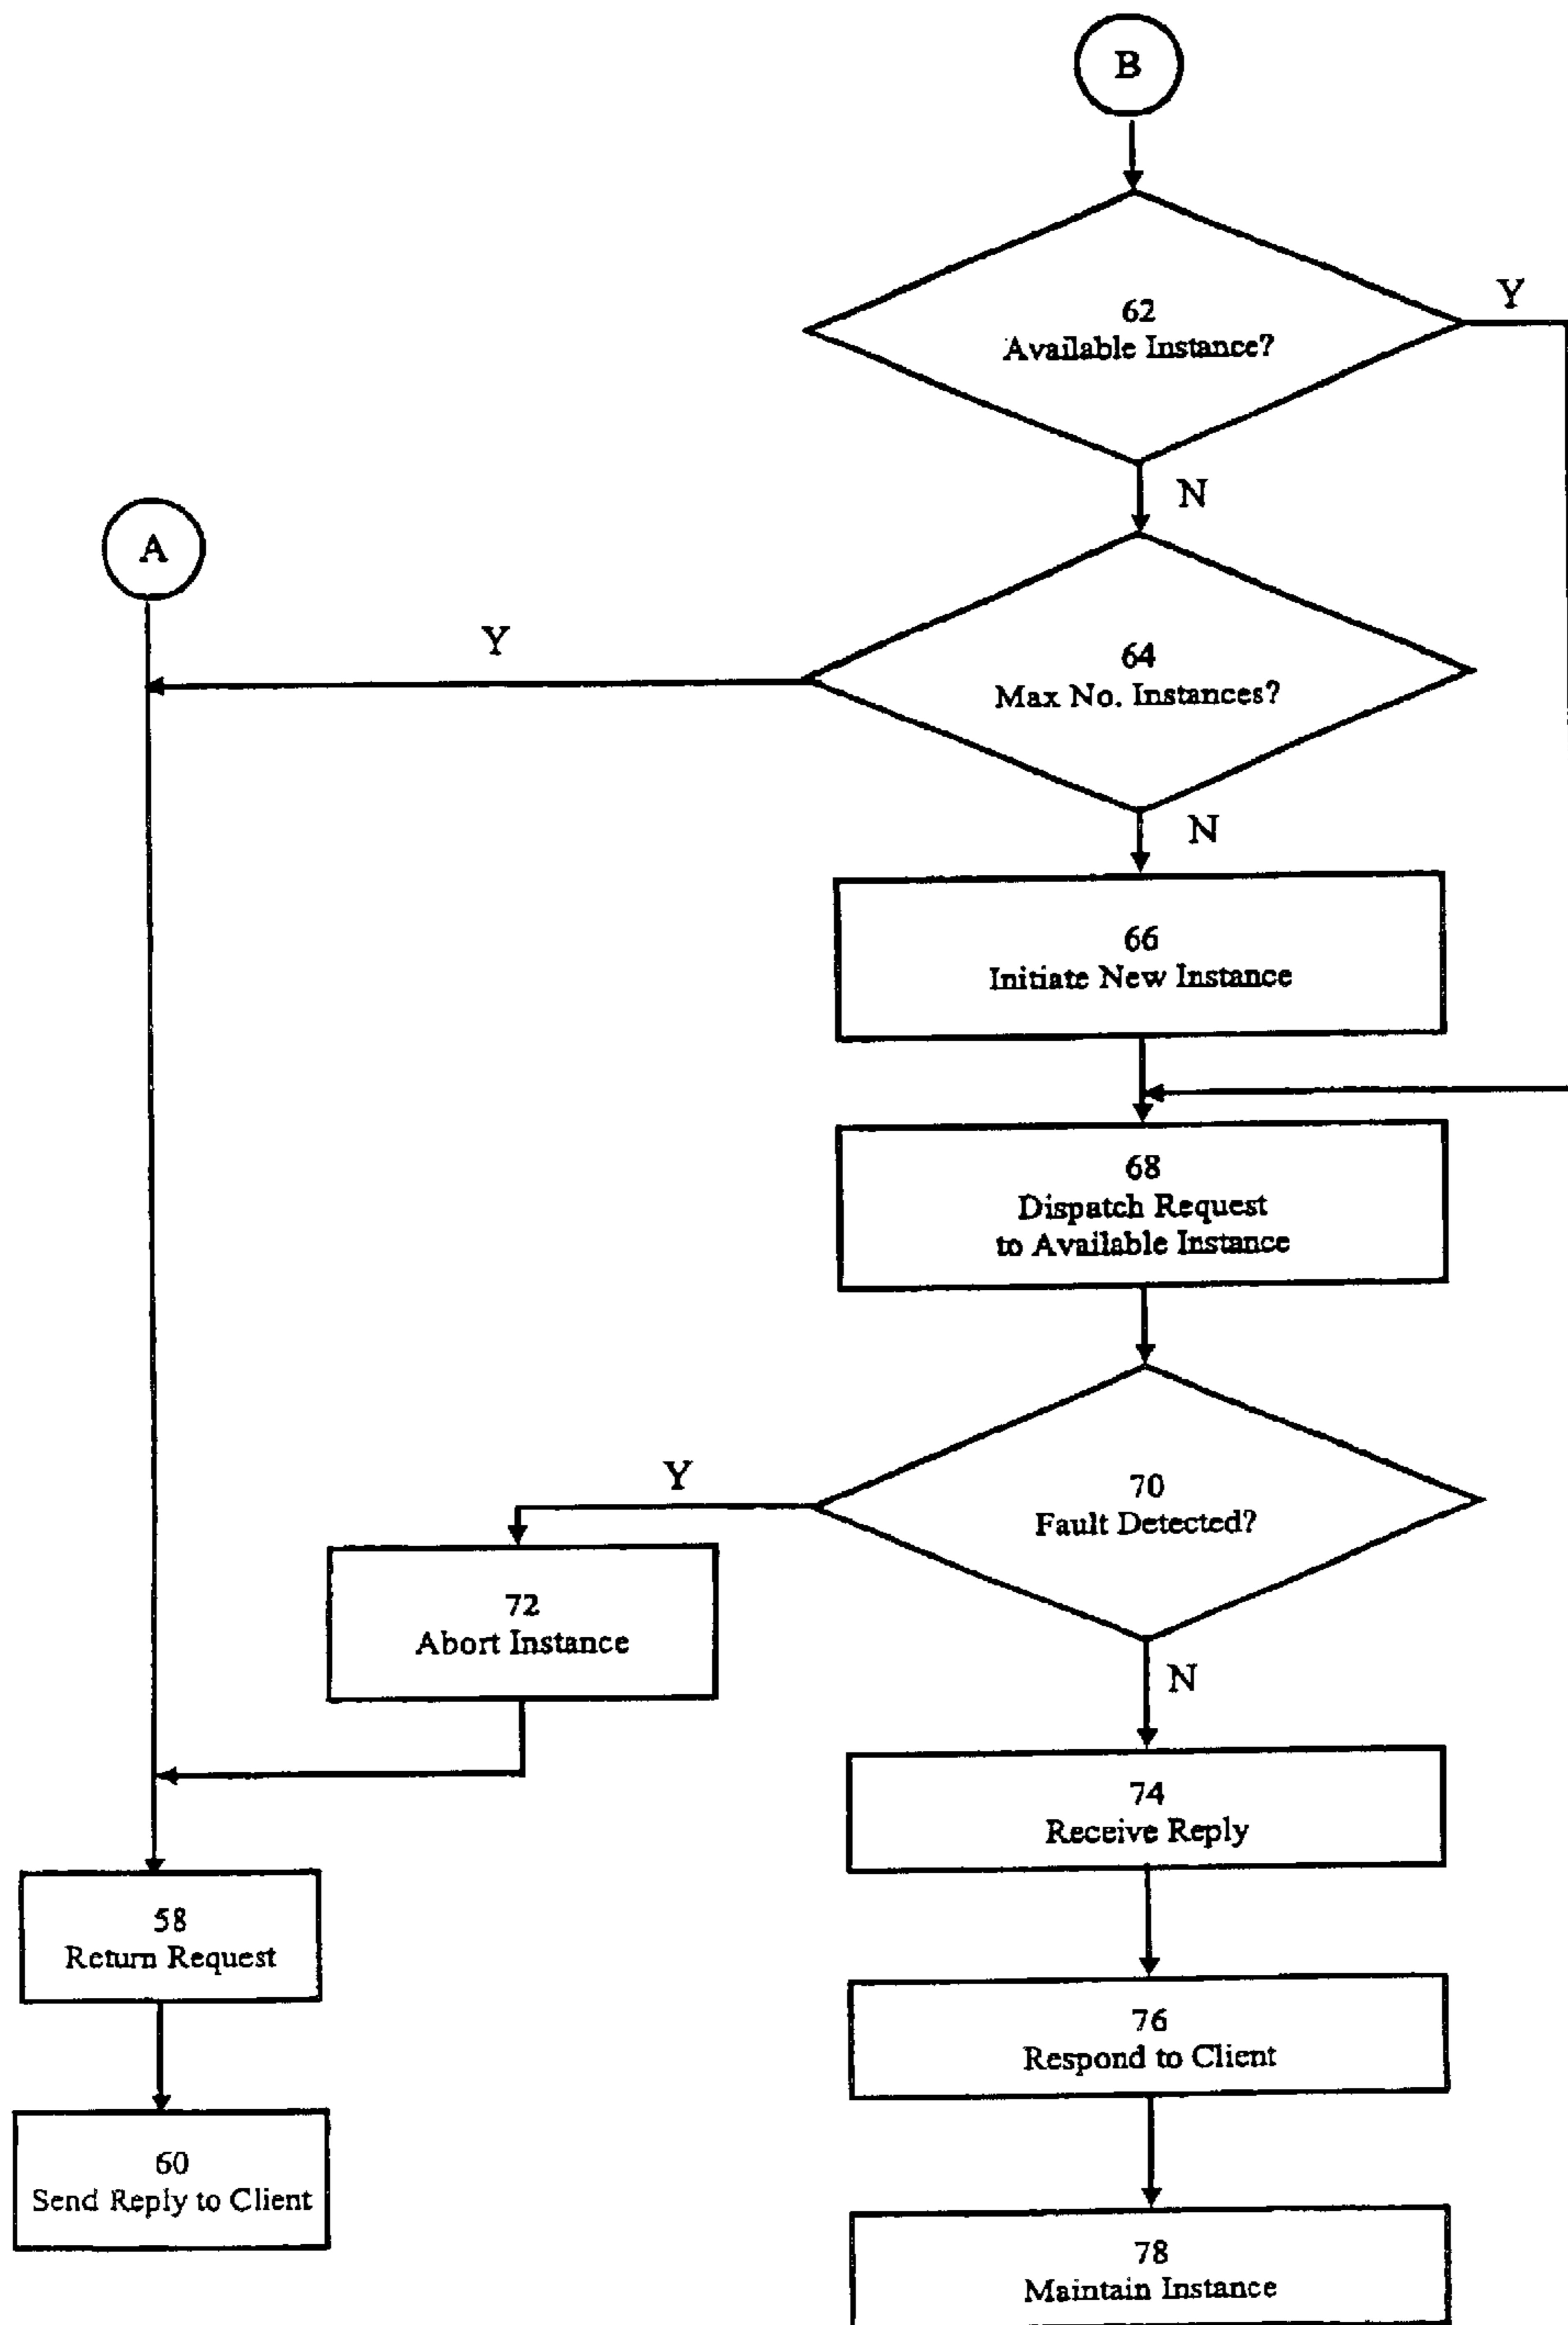 B
62
Available Instance?
Y
N
A
Y
64
Max No. Instances?
N
66
Initiate New Instance
68
Dispatch Request
to Available Instance
Y
70
Fault Detected?
72
Abort Instance
N
74
Receive Reply
58
Return Request
76
Respond to Client
60
Send Reply to Client
78
Maintain Instance